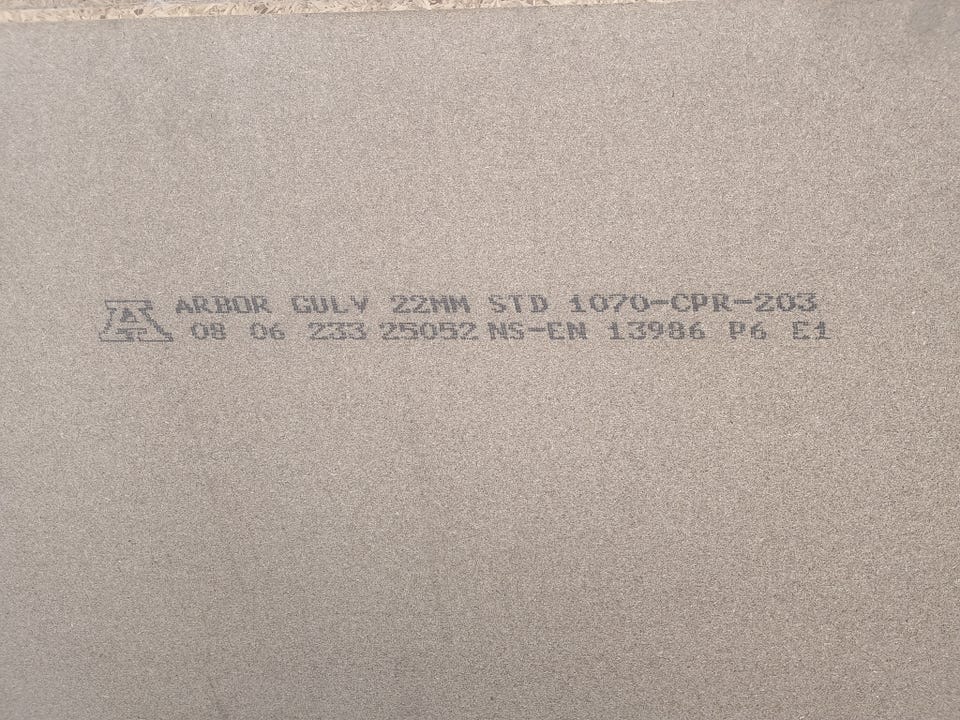 ARBOR GULV 22MM STD 1070-CPR-203
08 06 233 25052 NS-EN 13986 P6 E1